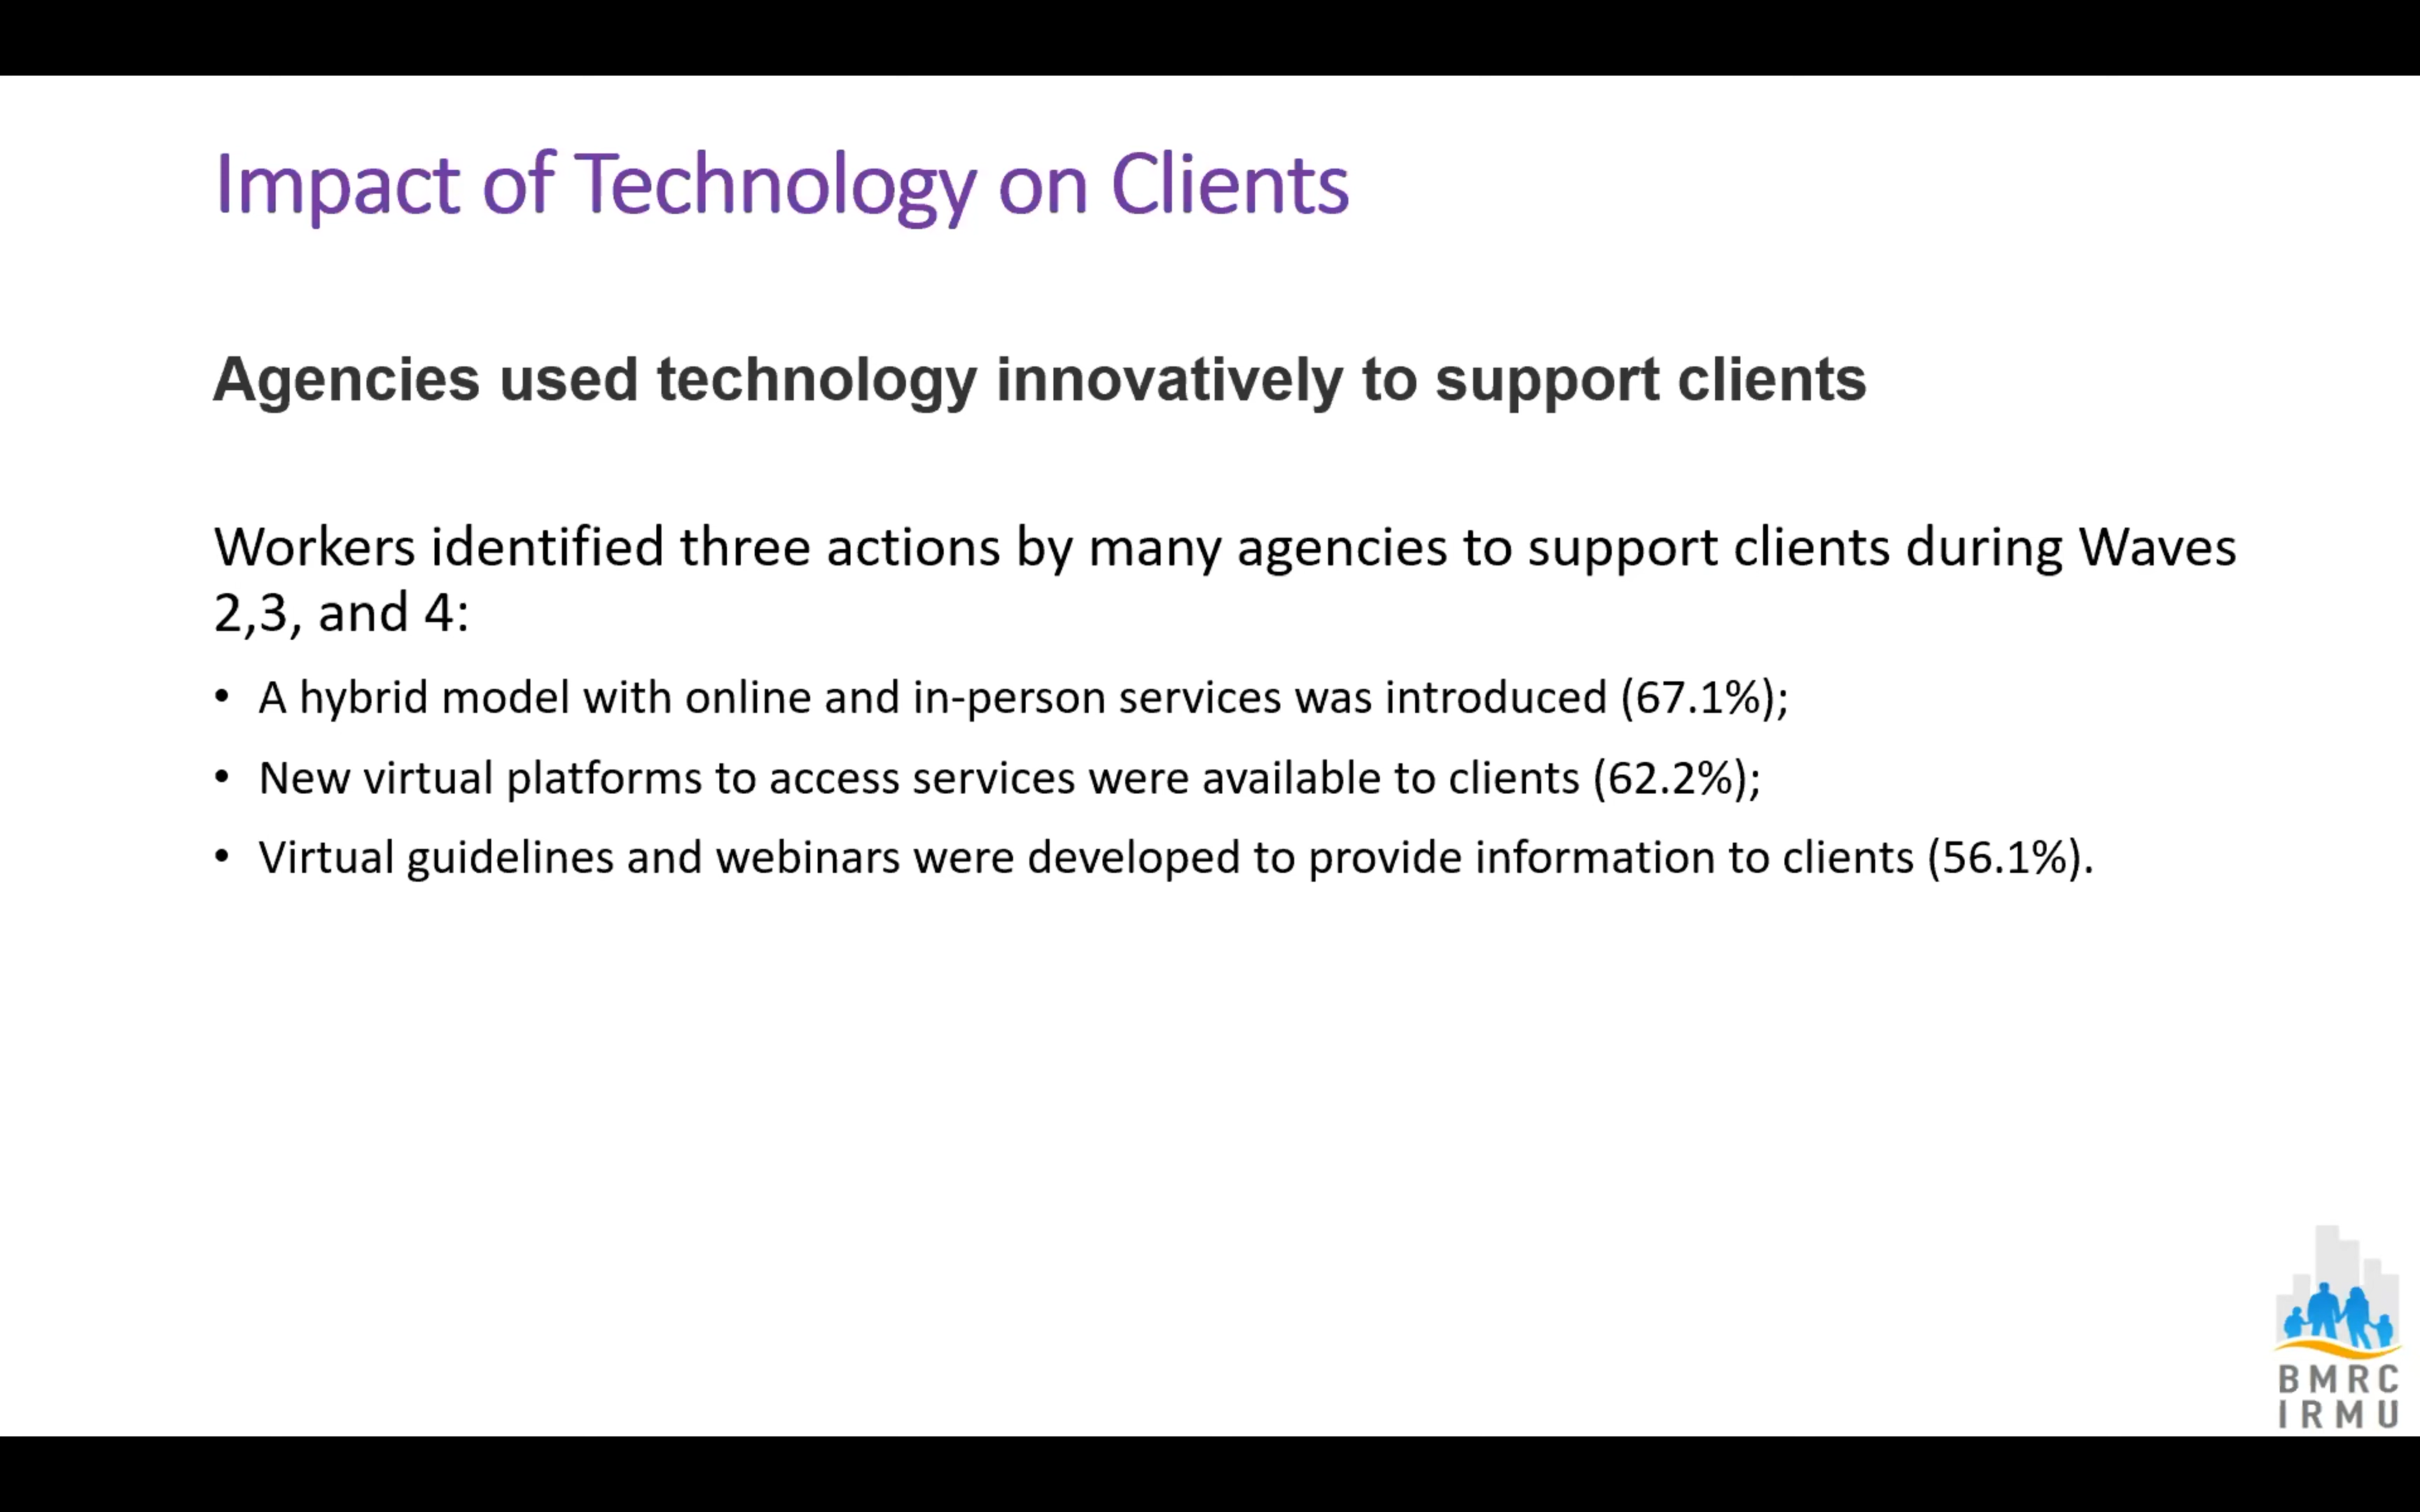 Impact of Technology on Clients
Agencies used technology innovatively to support clients
Workers identified three actions by many agencies to support clients during Waves
2,3, and 4:
• A hybrid model with online and in-person services was introduced (67.1%);
• New virtual platforms to access services were available to clients (62.2%);
• Virtual guidelines and webinars were developed to provide information to clients (56.1%).
BMRC
IRMU